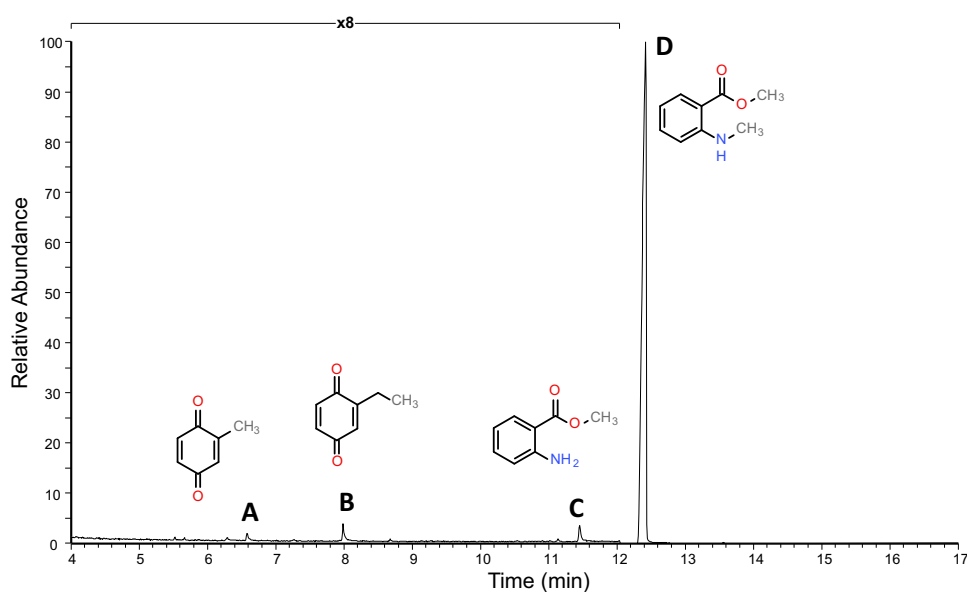 x8
100
90
80
70
60
50
40
30
20
10
0
Relative Abundance
D
O
O
CH3
N
H
CH3
O
CH3
O
O
CH3
O
O
O
CH3
NH2
A
B
C
4 5 6 7 8 9 10 11 12 13 14 15 16 17
Time (min)